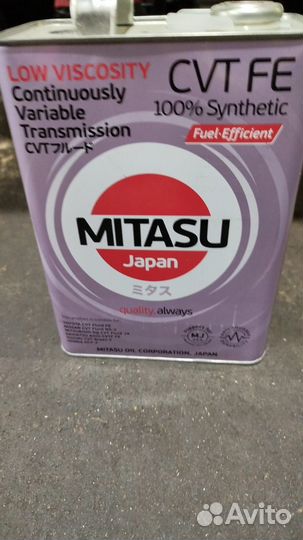 LOW VISCOSITY
Continuously
Variable
Transmission
CVTフルード
CVT FE
100% Synthetic
Fuel-Efficient
MITASU
Japan
ミタス
quality always
MITASU OIL CORPORATION, JAPAN
Avito